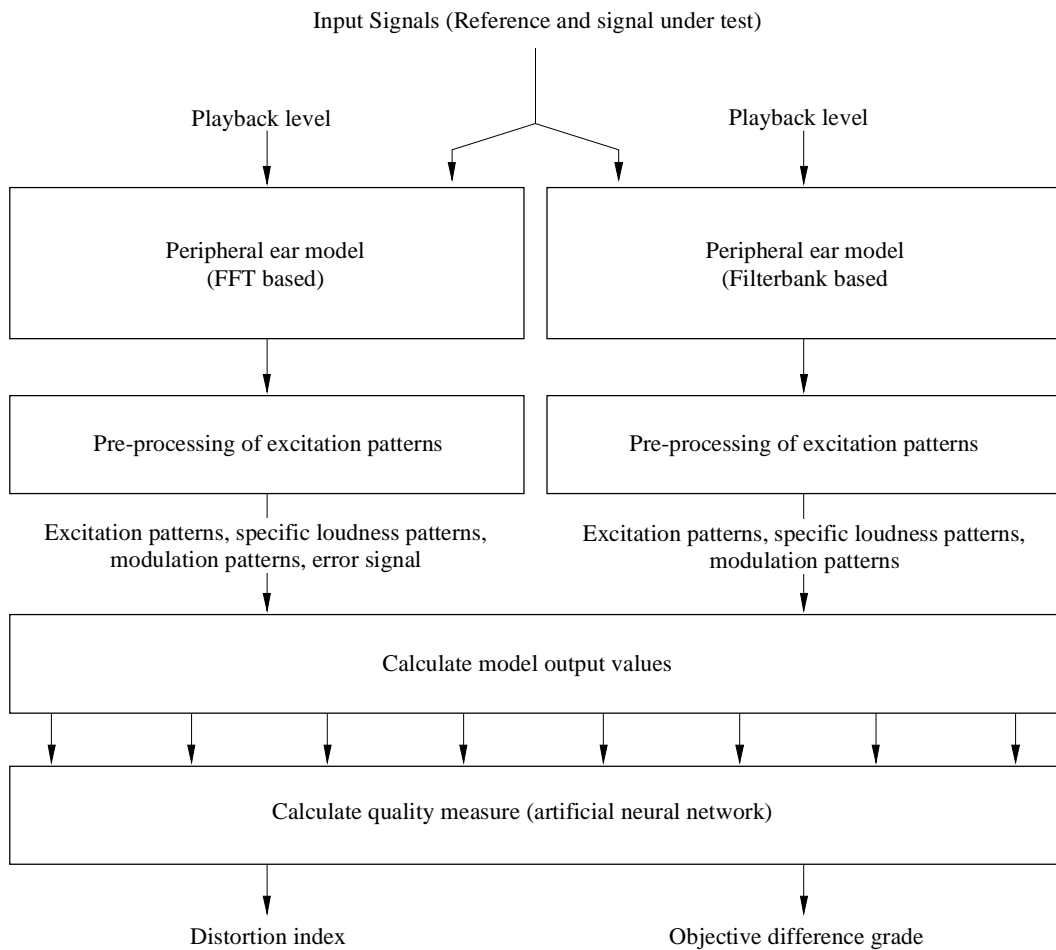 Input Signals (Reference and signal under test)
Playback level
Playback level
Peripheral ear model
(FFT based)
Peripheral ear model
(Filterbank based
Pre-processing of excitation patterns
Pre-processing of excitation patterns
Excitation patterns, specific loudness patterns,
modulation patterns, error signal
Excitation patterns, specific loudness patterns,
modulation patterns
Calculate model output values
Calculate quality measure (artificial neural network)
Distortion index
Objective difference grade